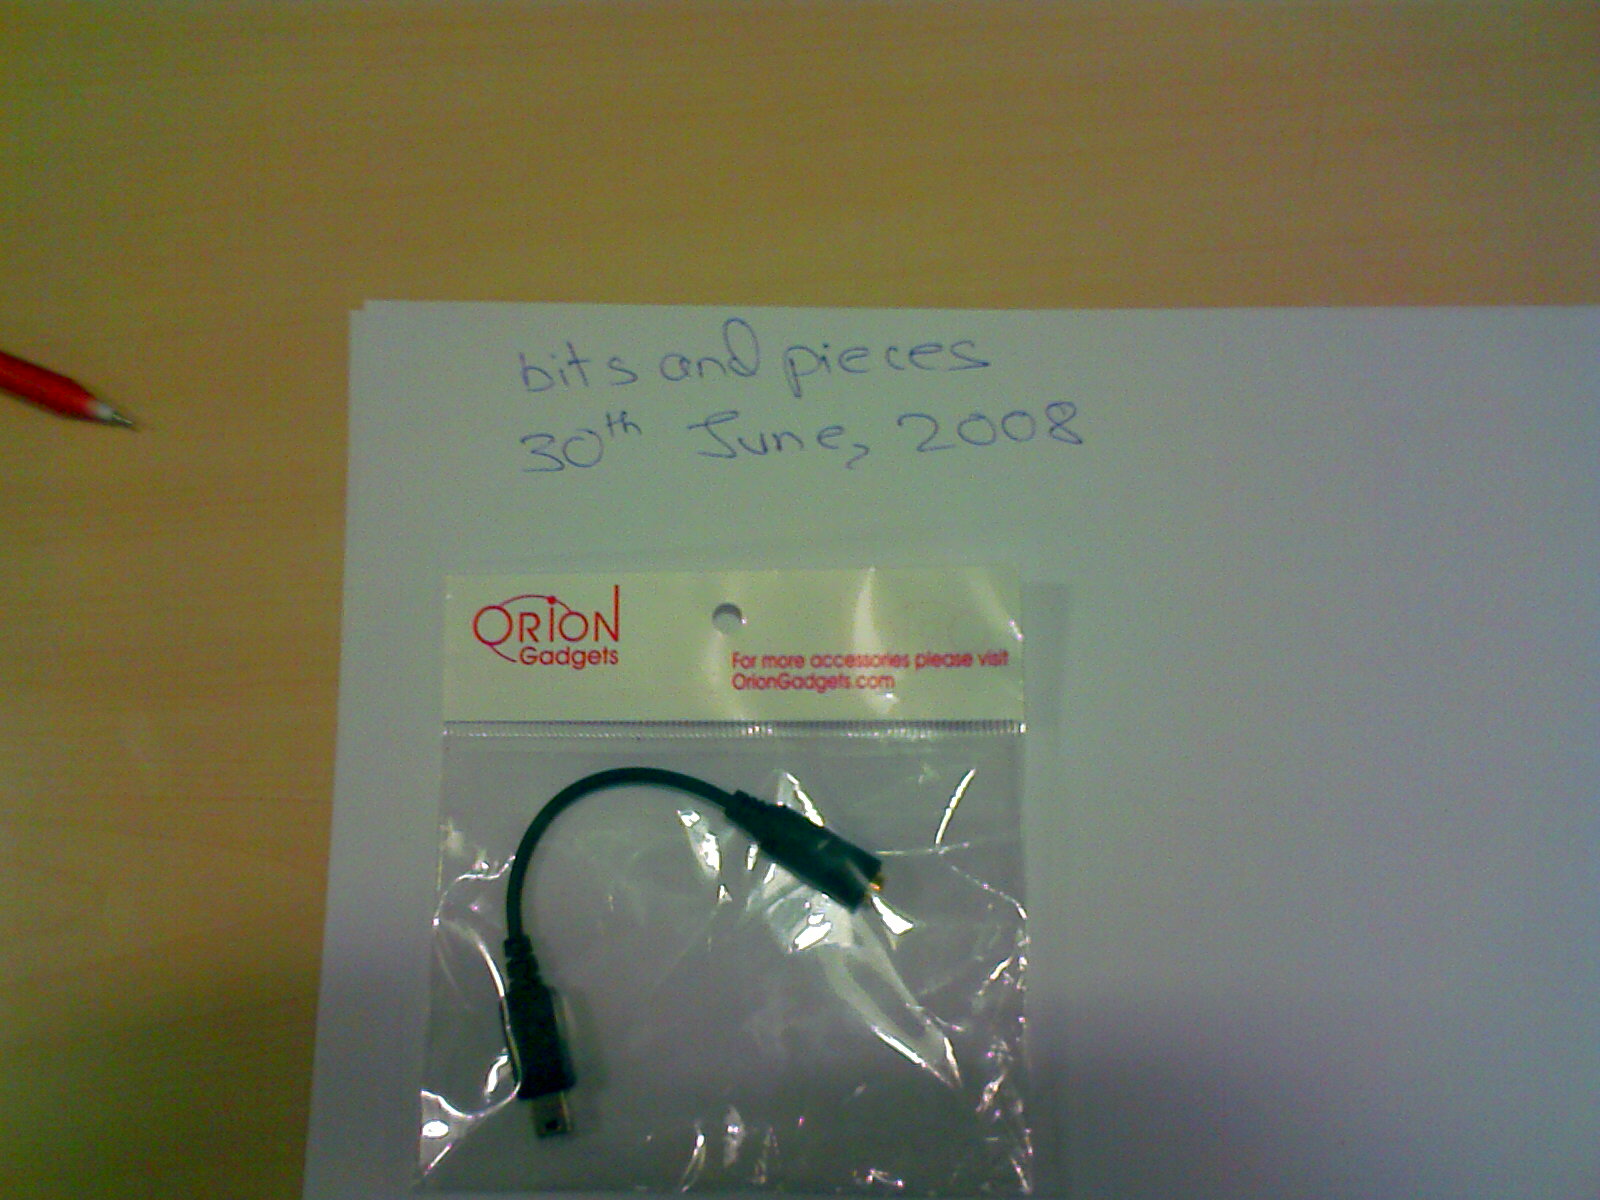 bits and pieces
30th June, 2008
ORION
Gadgets
For more accessories please visit
OrionGadgets.com